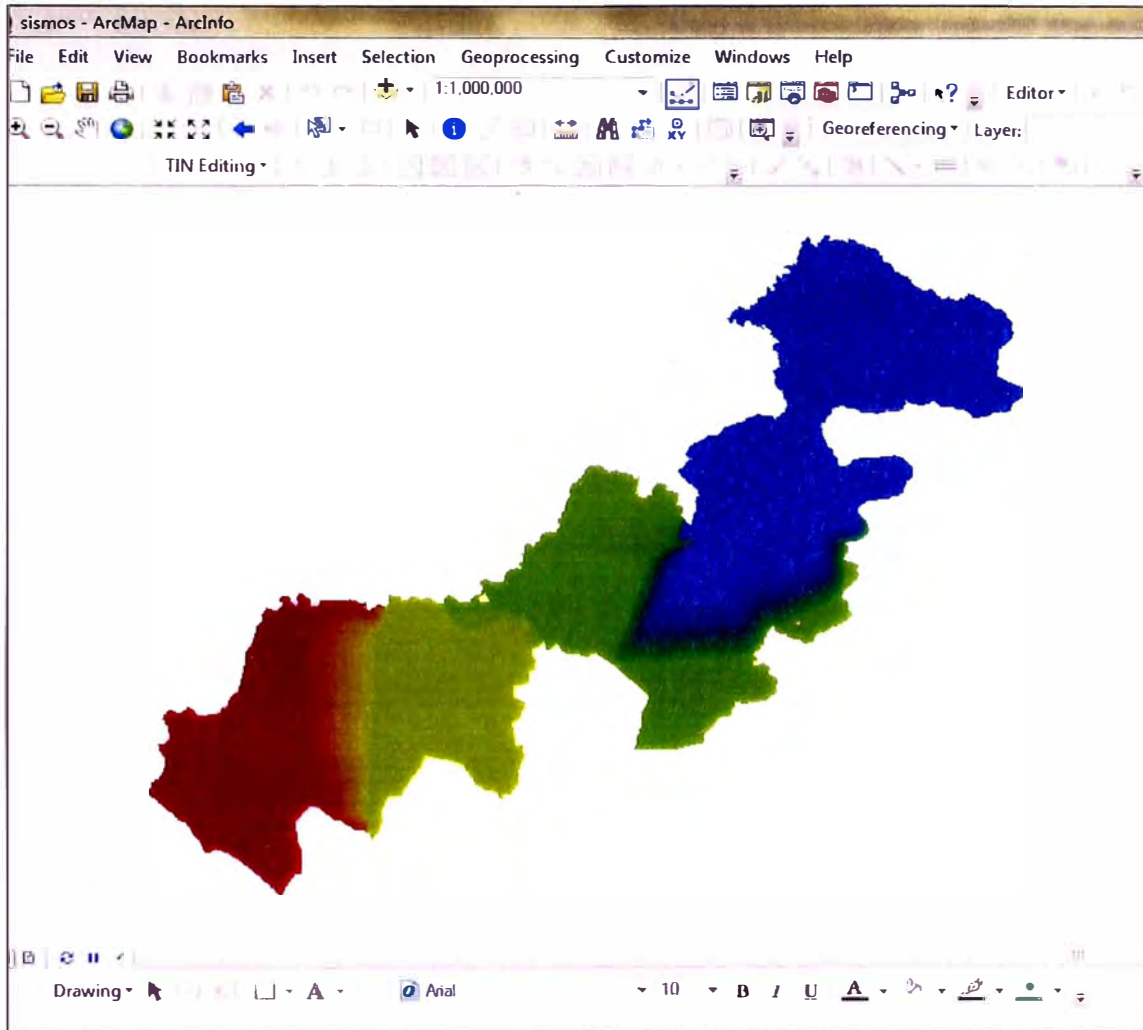 sismos - ArcMap - ArcInfo
File Edit View Bookmarks Insert Selection Geoprocessing Customize Windows Help
1:1,000,000 Editor
Georeferencing Layer:
TIN Editing
Drawing A Arial 10 B I U A